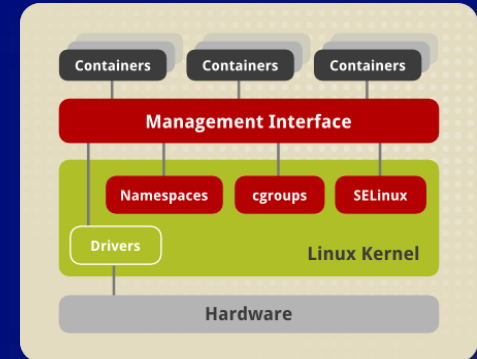 Containers
Containers
Containers
Management Interface
Namespaces
cgroups
SELinux
Drivers
Linux Kernel
Hardware